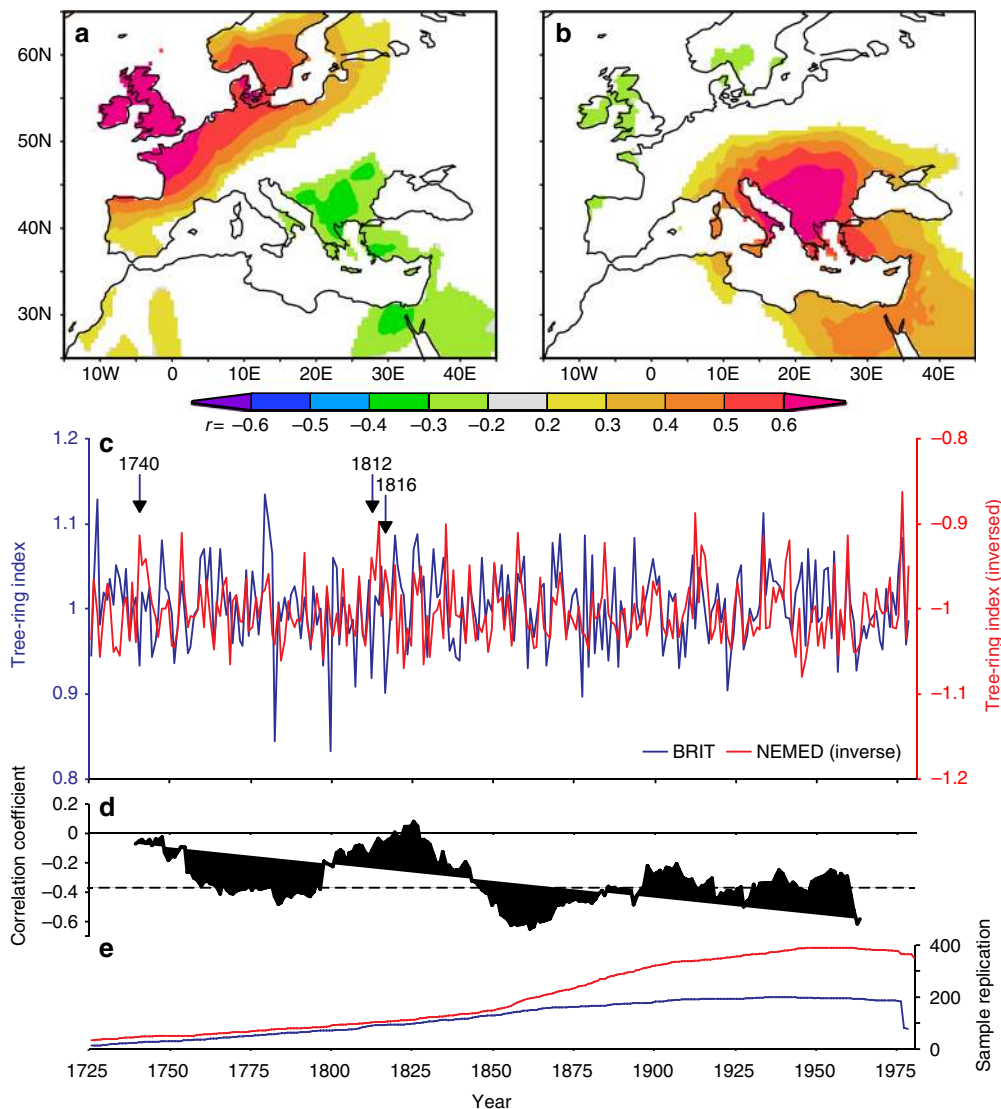 a
b
60N
50N
40N
30N
10W 0 10E 20E 30E 40E
10W 0 10E 20E 30E 40E
r= −0.6 −0.5 −0.4 −0.3 −0.2 0.2 0.3 0.4 0.5 0.6
c
1.2
1.1
1
0.9
0.8
Tree-ring index
1740
1812
1816
−0.8
−0.9
−1
−1.1
−1.2
Tree-ring index (inversed)
BRIT
NEMED (inverse)
d
0.2
0
−0.2
−0.4
−0.6
Correlation coefficient
e
400
200
0
Sample replication
1725 1750 1775 1800 1825 1850 1875 1900 1925 1950 1975
Year